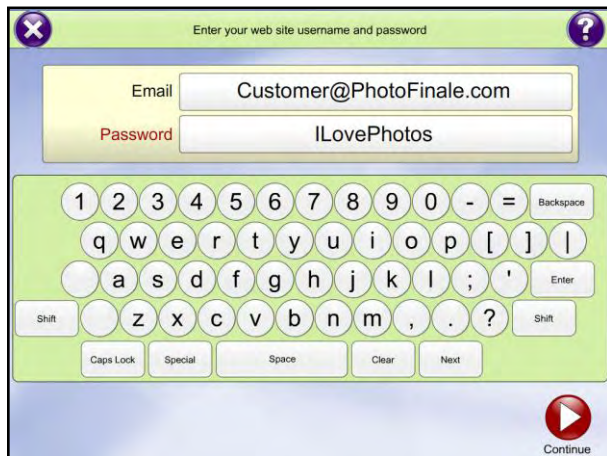 Enter your web site username and password ?
Email Customer@PhotoFinale.com
Password ILovePhotos
1 2 3 4 5 6 7 8 9 0 - = Backspace
q w e r t y u i o p [ ] |
a s d f g h j k l ; ' Enter
Shift z x c v b n m , . ? Shift
Caps Lock Special Space Clear Next
Continue